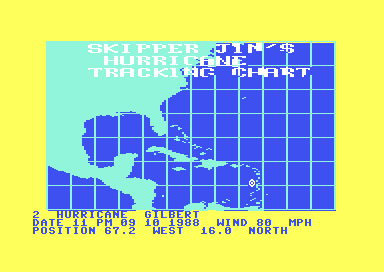 SKIPPER JIM'S
HURRICANE
TRACKING CHART
2 HURRICANE GILBERT
DATE 11 PM 09 10 1988 WIND 80 MPH
POSITION 67.2 WEST 16.0 NORTH